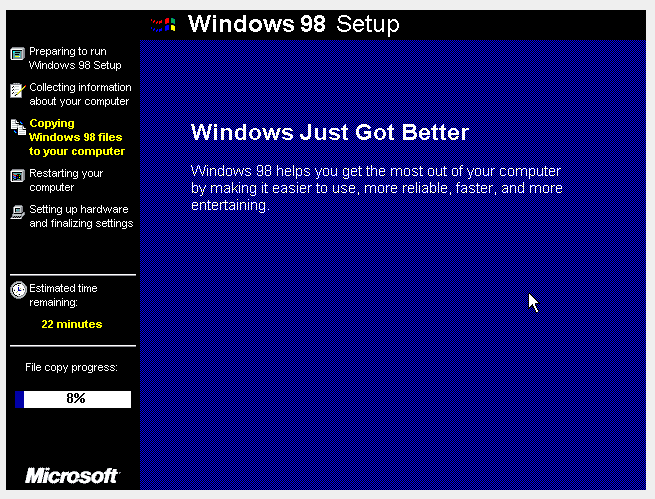 Windows 98 Setup
Preparing to run
Windows 98 Setup
Collecting information
about your computer
Copying
Windows 98 files
to your computer
Restarting your
computer
Setting up hardware
and finalizing settings
Estimated time
remaining:
22 minutes
File copy progress:
8%
Microsoft
Windows Just Got Better
Windows 98 helps you get the most out of your computer
by making it easier to use, more reliable, faster, and more
entertaining.